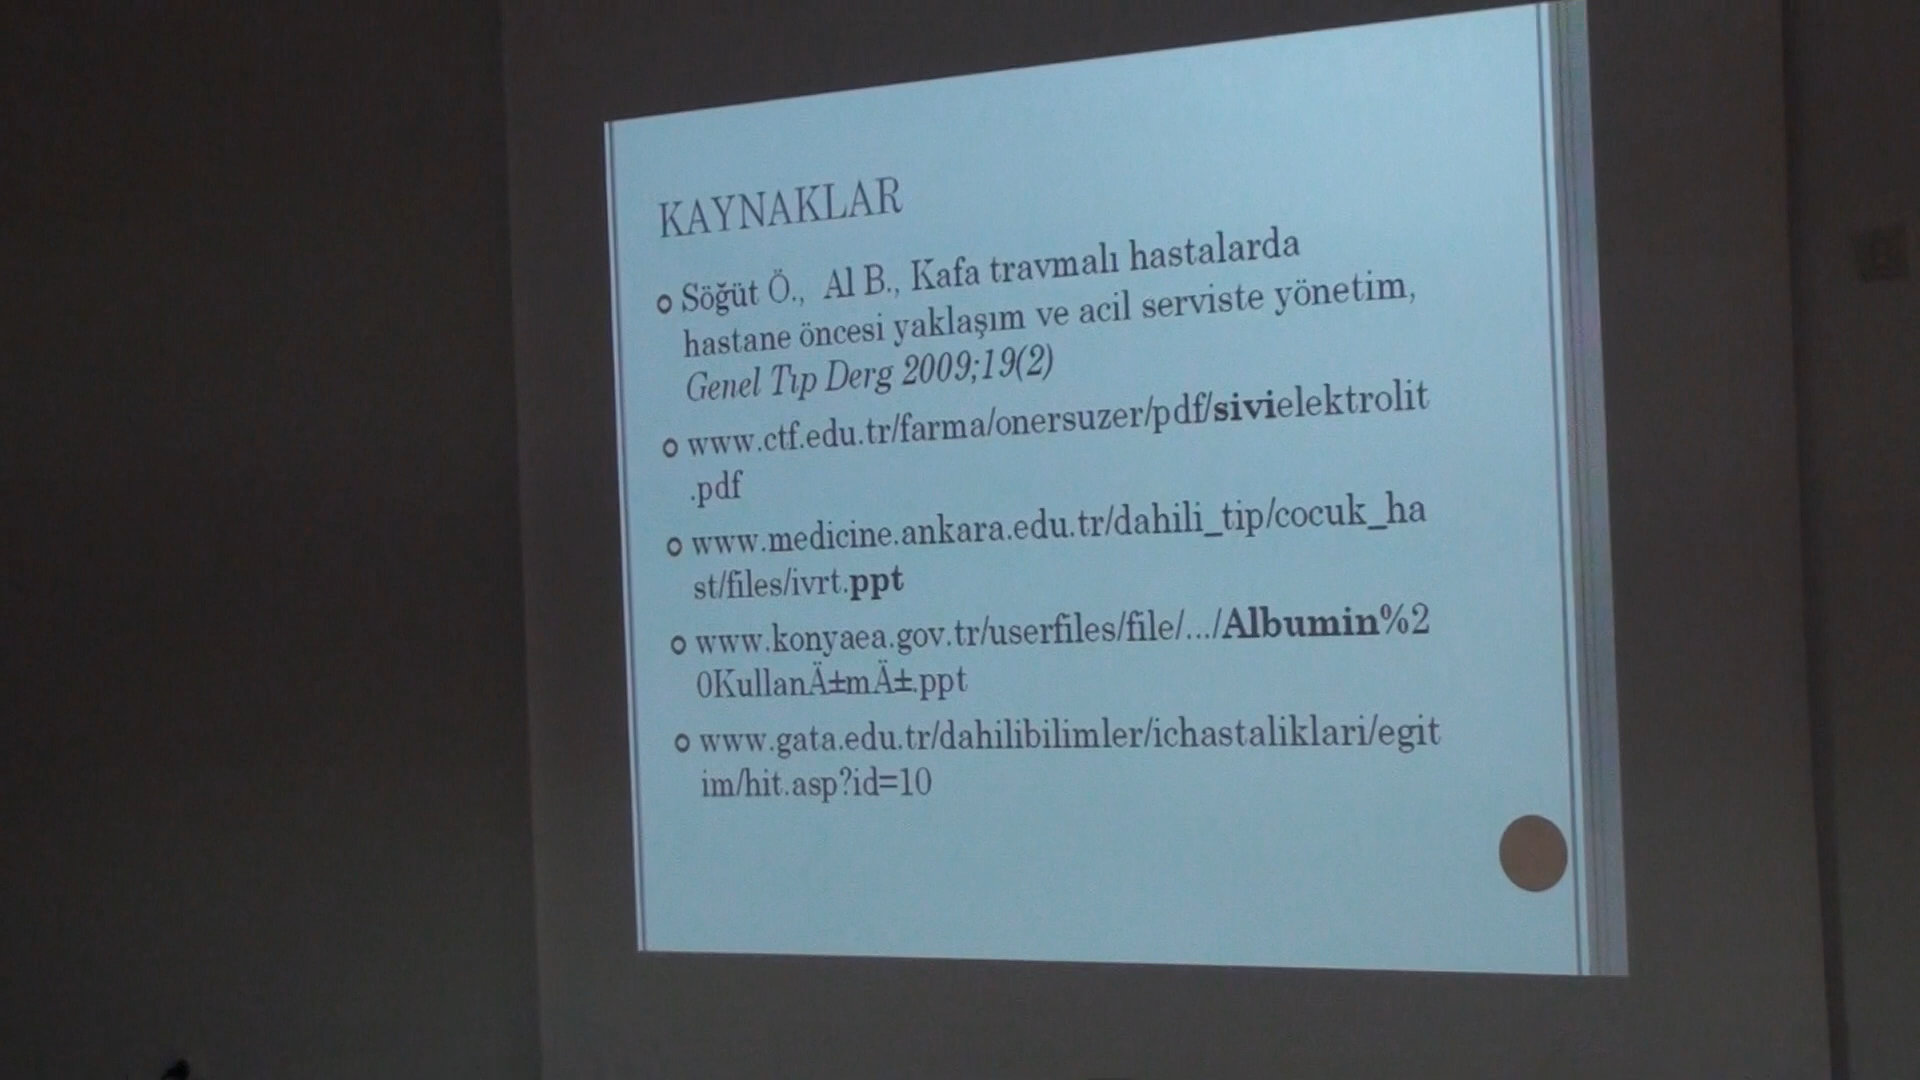 KAYNAKLAR
Söğüt Ö., Al B., Kafa travmalı hastalarda
hastane öncesi yaklaşım ve acil serviste yönetim,
Genel Tıp Derg 2009;19(2)
www.ctf.edu.tr/farma/onersuzer/pdf/sivielektrolit
.pdf
www.medicine.ankara.edu.tr/dahili_tip/cocuk_ha
st/files/ivrt.ppt
www.konyaea.gov.tr/userfiles/file/.../Albumin%2
0KullanÄ±mÄ±.ppt
www.gata.edu.tr/dahilibilimler/ichastaliklari/egit
im/hit.asp?id=10